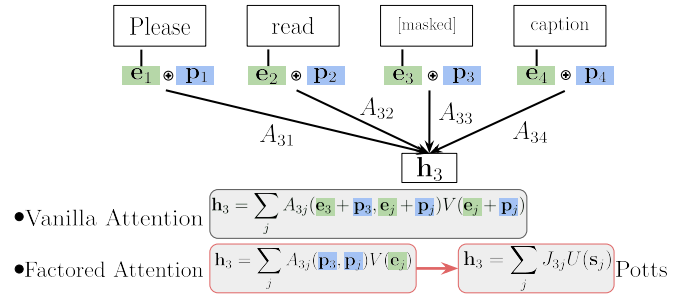 Please read [masked] caption
e₁ ⊕ p₁ e₂ ⊕ p₂ e₃ ⊕ p₃ e₄ ⊕ p₄
A₃₁ A₃₂ A₃₃ A₃₄
h₃
•Vanilla Attention h₃ = ∑ⱼ A₃ⱼ(e₃ + p₃, eⱼ + pⱼ)V(eⱼ + pⱼ)
•Factored Attention h₃ = ∑ⱼ A₃ⱼ(p₃, pⱼ)V(eⱼ) h₃ = ∑ⱼ J₃ⱼU(sⱼ) Potts